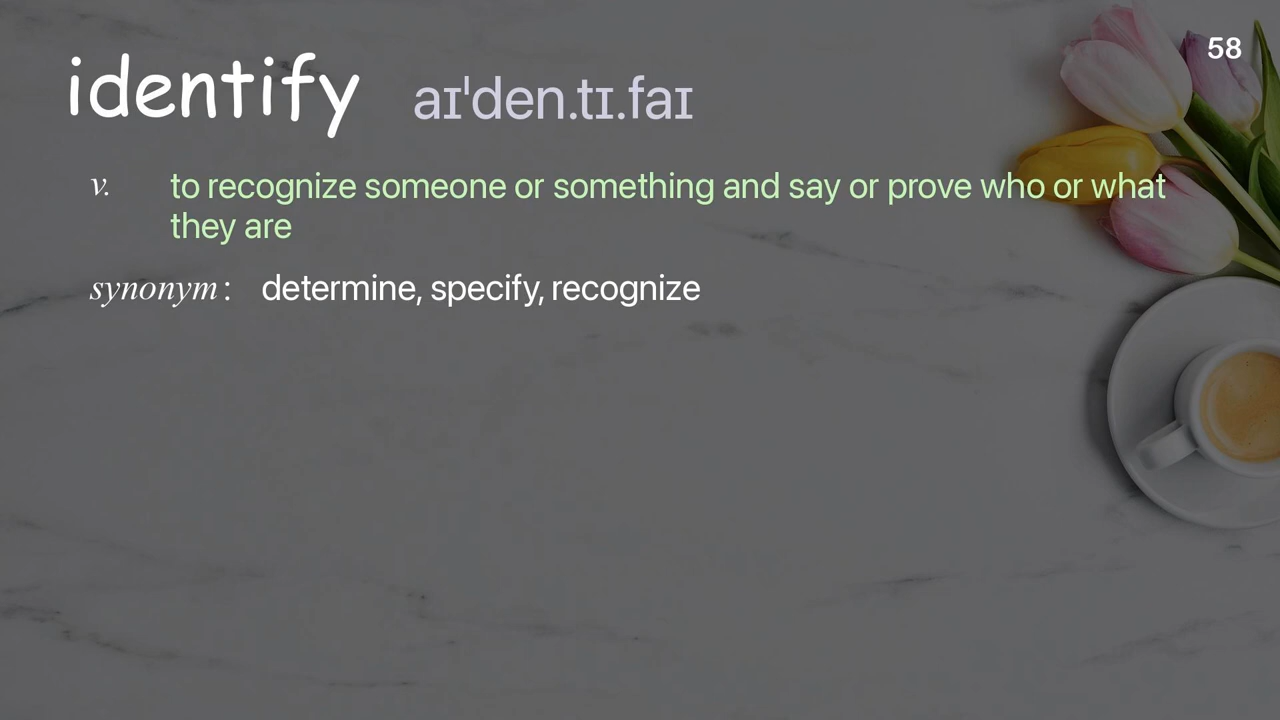 58
identify aɪˈden.tɪ.faɪ
v. to recognize someone or something and say or prove who or what
they are
synonym: determine, specify, recognize